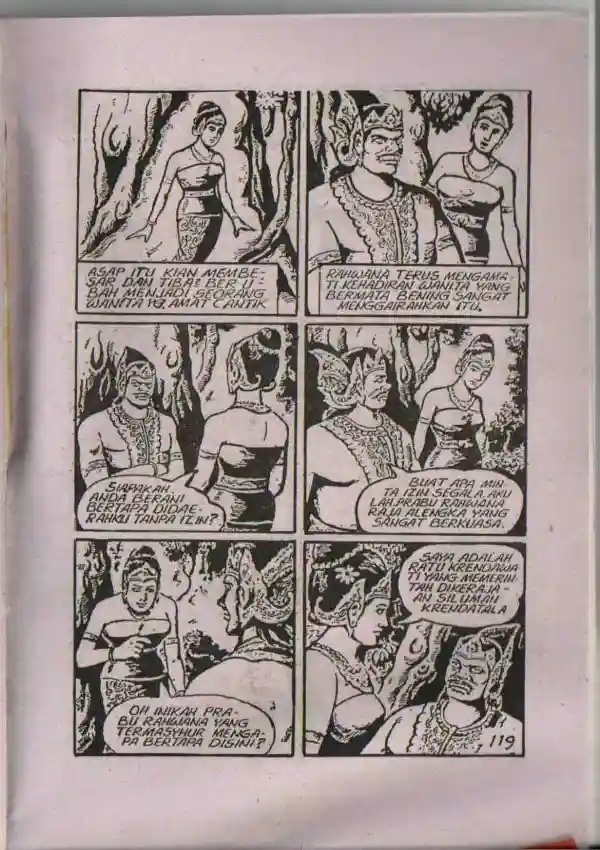 ASAP ITU KIAN MEMBE-
SAR DAN TIBA² BERU-
BAH MENJADI SEORANG
WANITA YG. AMAT CANTIK
RAHWANA TERUS MENGAMA-
TI KEHADIRAN WANITA YANG
BERMATA BENING SANGAT
MENGGAIRAHKAN ITU.
SIAPAKAH
ANDA BERANI
BERTAPA DIDAE-
RAHKU TANPA IZIN?
BUAT APA MIN-
TA IZIN SEGALA. AKU
LAH PRABU RAHWANA
RAJA ALENGKA YANG
SANGAT BERKUASA.
OH INIKAH PRA-
BU RAHWANA YANG
TERMASYHUR MENGA-
PA BERTAPA DISINI?
SAYA ADALAH
RATU KRENDAWA
TI YANG MEMERIN-
TAH DIKERAJA-
AN SILUMAN
KRENDATALA
119